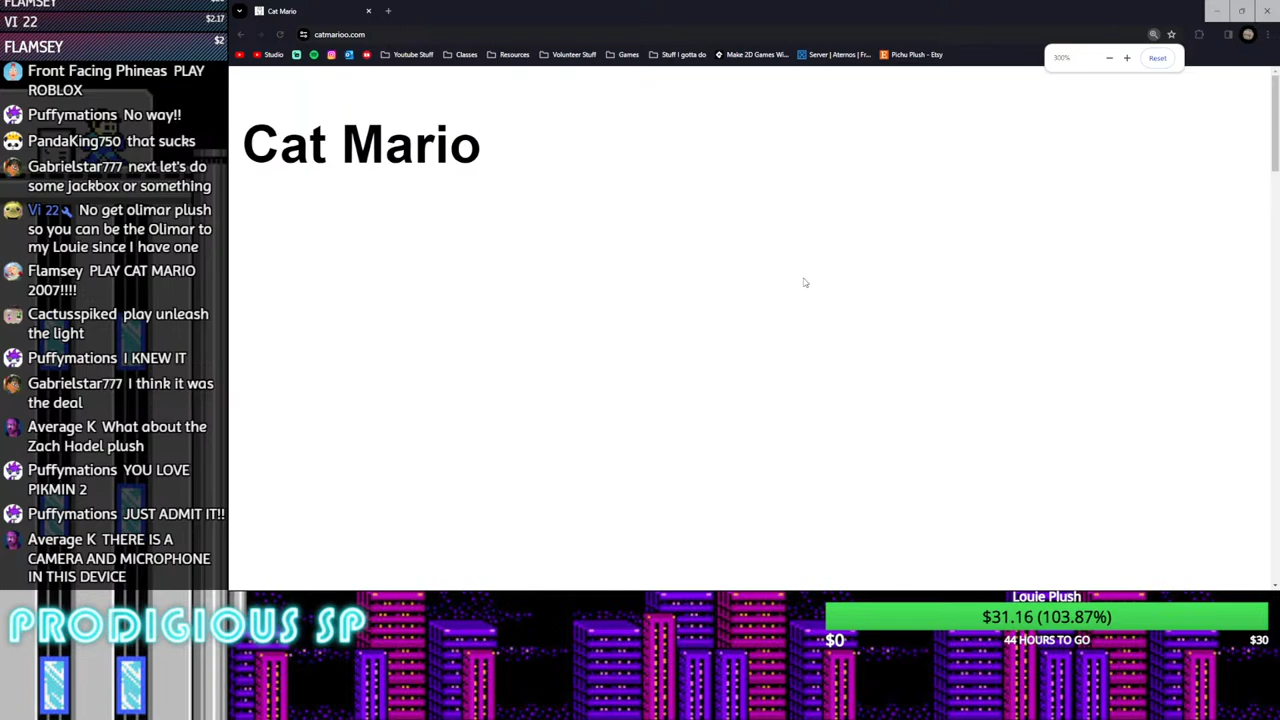 FLAMSEY
VI 22 $2.17
FLAMSEY $2
Front Facing Phineas PLAY
ROBLOX
Puffymations No way!!
PandaKing750 that sucks
Gabrielstar777 next let's do
some jackbox or something
Vi 22 No get olimar plush
so you can be the Olimar to
my Louie since I have one
Flamsey PLAY CAT MARIO
2007!!!!
Cactusspiked play unleash
the light
Puffymations I KNEW IT
Gabrielstar777 I think it was
the deal
Average K What about the
Zach Hadel plush
Puffymations YOU LOVE
PIKMIN 2
Puffymations JUST ADMIT IT!!
Average K THERE IS A
CAMERA AND MICROPHONE
IN THIS DEVICE
PRODIGIOUS SP
Cat Mario
catmarioo.com
Studio Youtube Stuff Classes Resources Volunteer Stuff Games Stuff I gotta do Make 2D Games Wi... Server | Aternos | Fr... Pichu Plush - Etsy
300% Reset
Cat Mario
Louie Plush
$31.16 (103.87%)
$0 44 HOURS TO GO $30